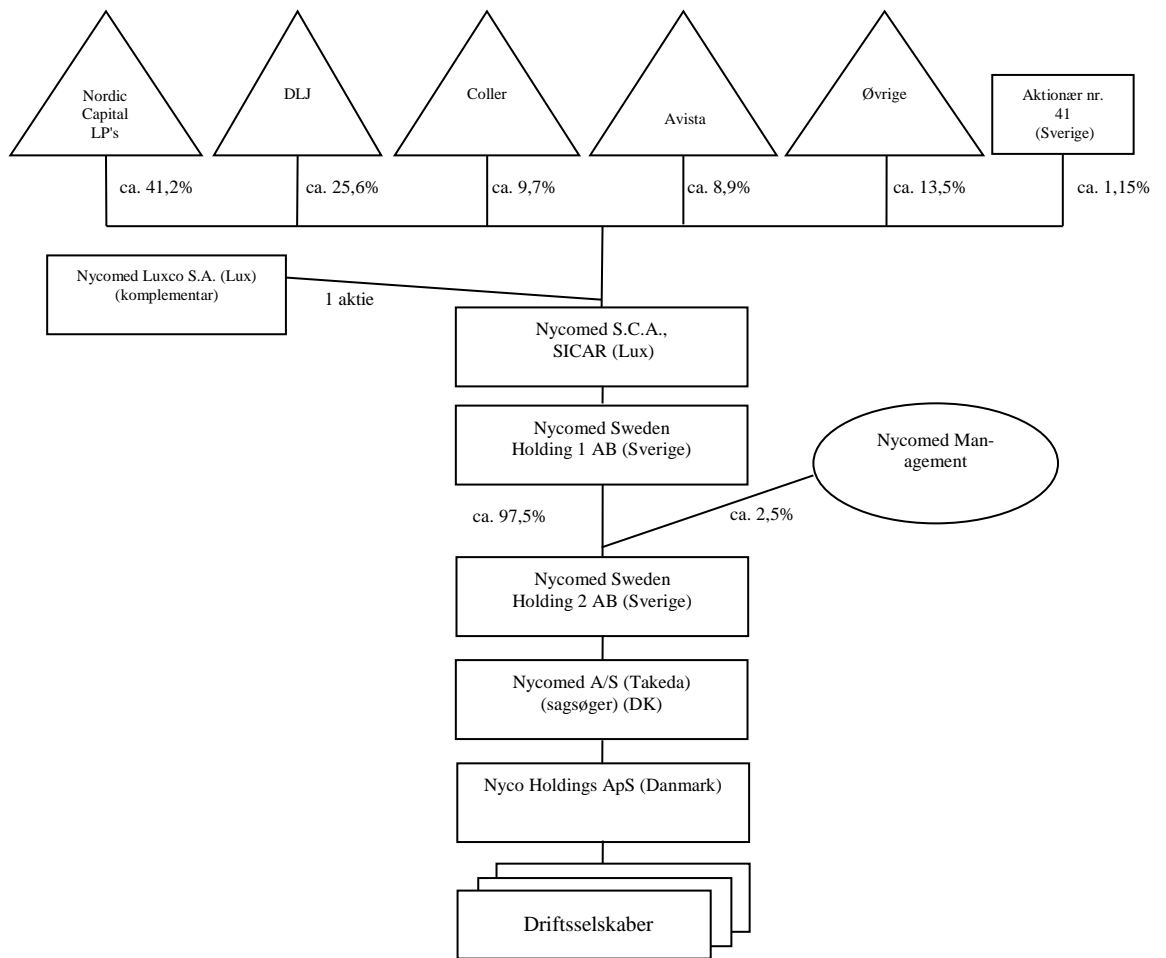 Nordic
Capital
LP's
DLJ
Coller
Avista
Øvrige
Aktionær nr.
41
(Sverige)
ca. 41,2%
ca. 25,6%
ca. 9,7%
ca. 8,9%
ca. 13,5%
ca. 1,15%
Nycomed Luxco S.A. (Lux)
(komplementar)
1 aktie
Nycomed S.C.A.,
SICAR (Lux)
Nycomed Sweden
Holding 1 AB (Sverige)
Nycomed Man-
agement
ca. 97,5%
ca. 2,5%
Nycomed Sweden
Holding 2 AB (Sverige)
Nycomed A/S (Takeda)
(sagsøger) (DK)
Nyco Holdings ApS (Danmark)
Driftsselskaber